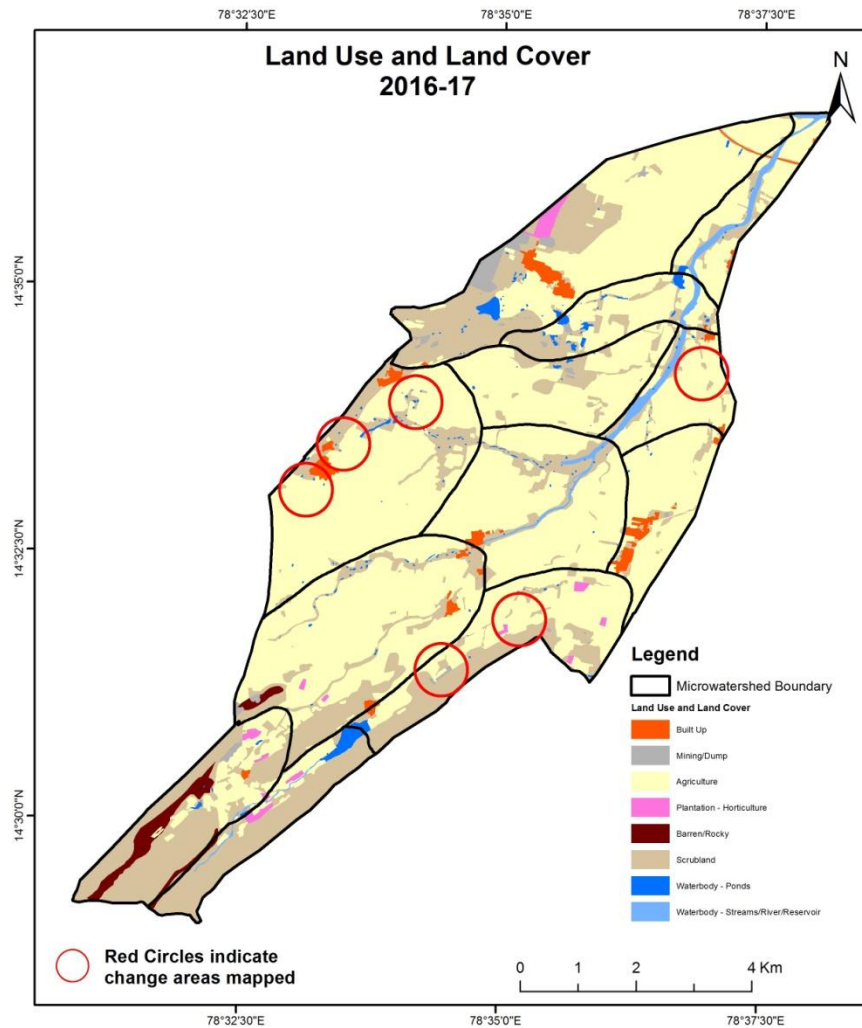 78°32'30"E
78°35'0"E
78°37'30"E
Land Use and Land Cover
2016-17
N
14°35'0"N
14°32'30"N
14°30'0"N
Legend
Microwatershed Boundary
Land Use and Land Cover
Built Up
Mining/Dump
Agriculture
Plantation - Horticulture
Barren/Rocky
Scrubland
Waterbody - Ponds
Waterbody - Streams/River/Reservoir
Red Circles indicate
change areas mapped
0 1 2 4 Km
78°32'30"E
78°35'0"E
78°37'30"E